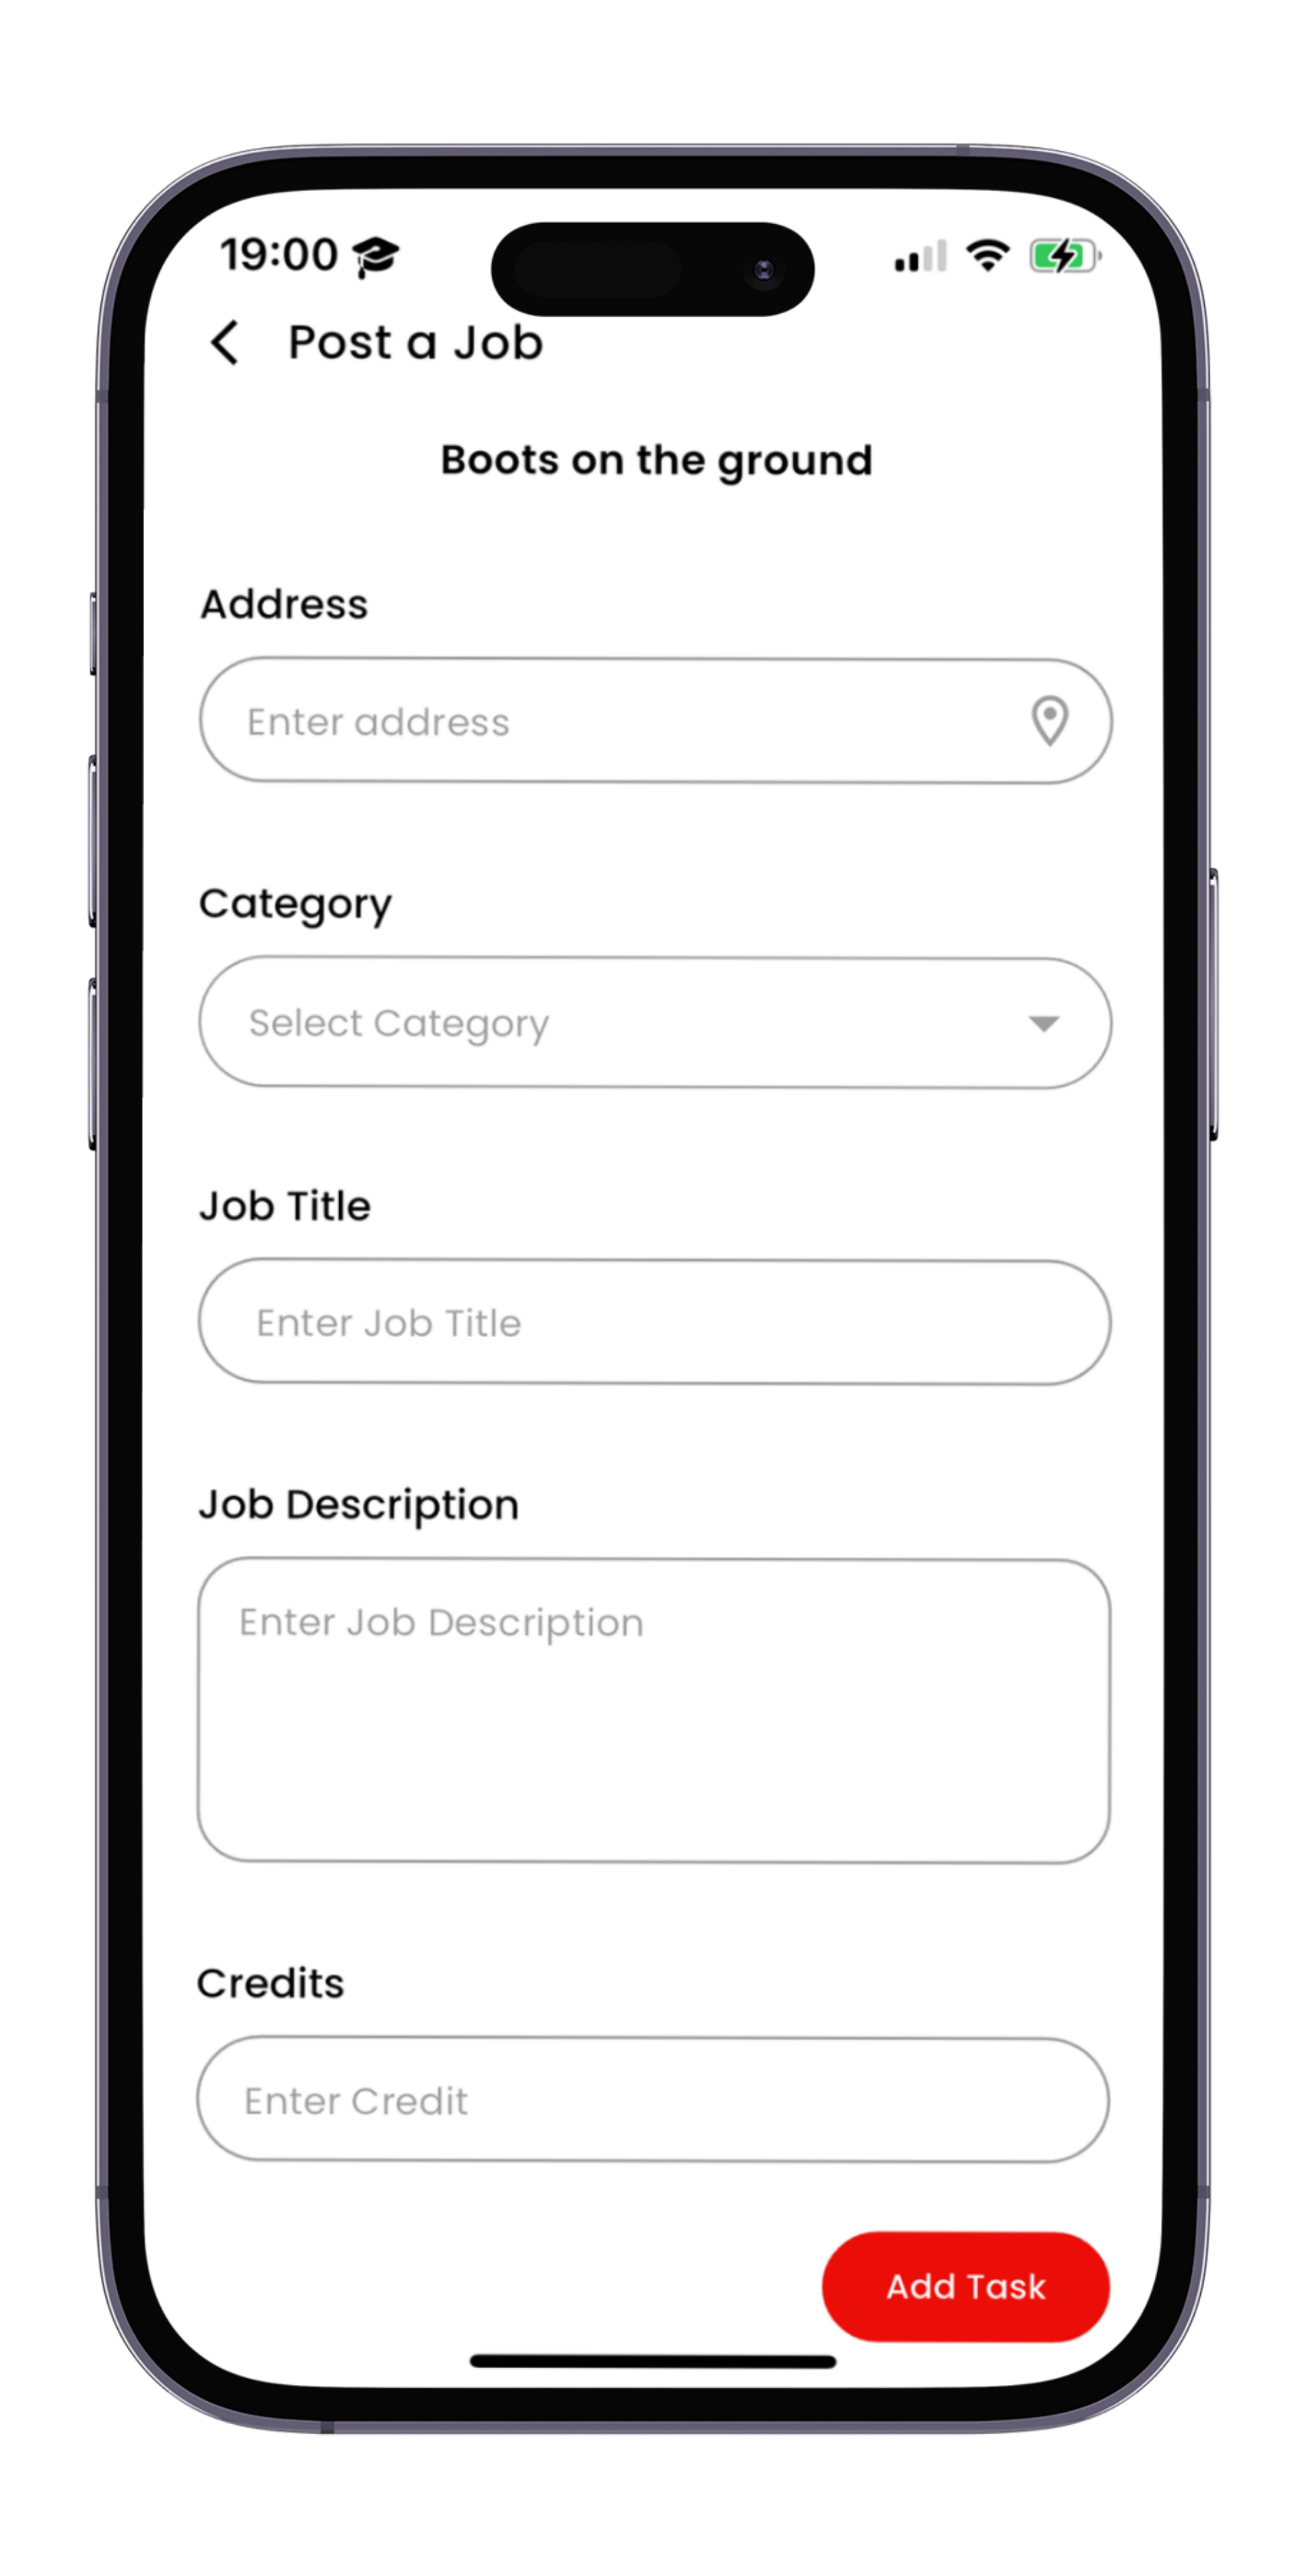 19:00
Post a Job
Boots on the ground
Address
Enter address
Category
Select Category
Job Title
Enter Job Title
Job Description
Enter Job Description
Credits
Enter Credit
Add Task